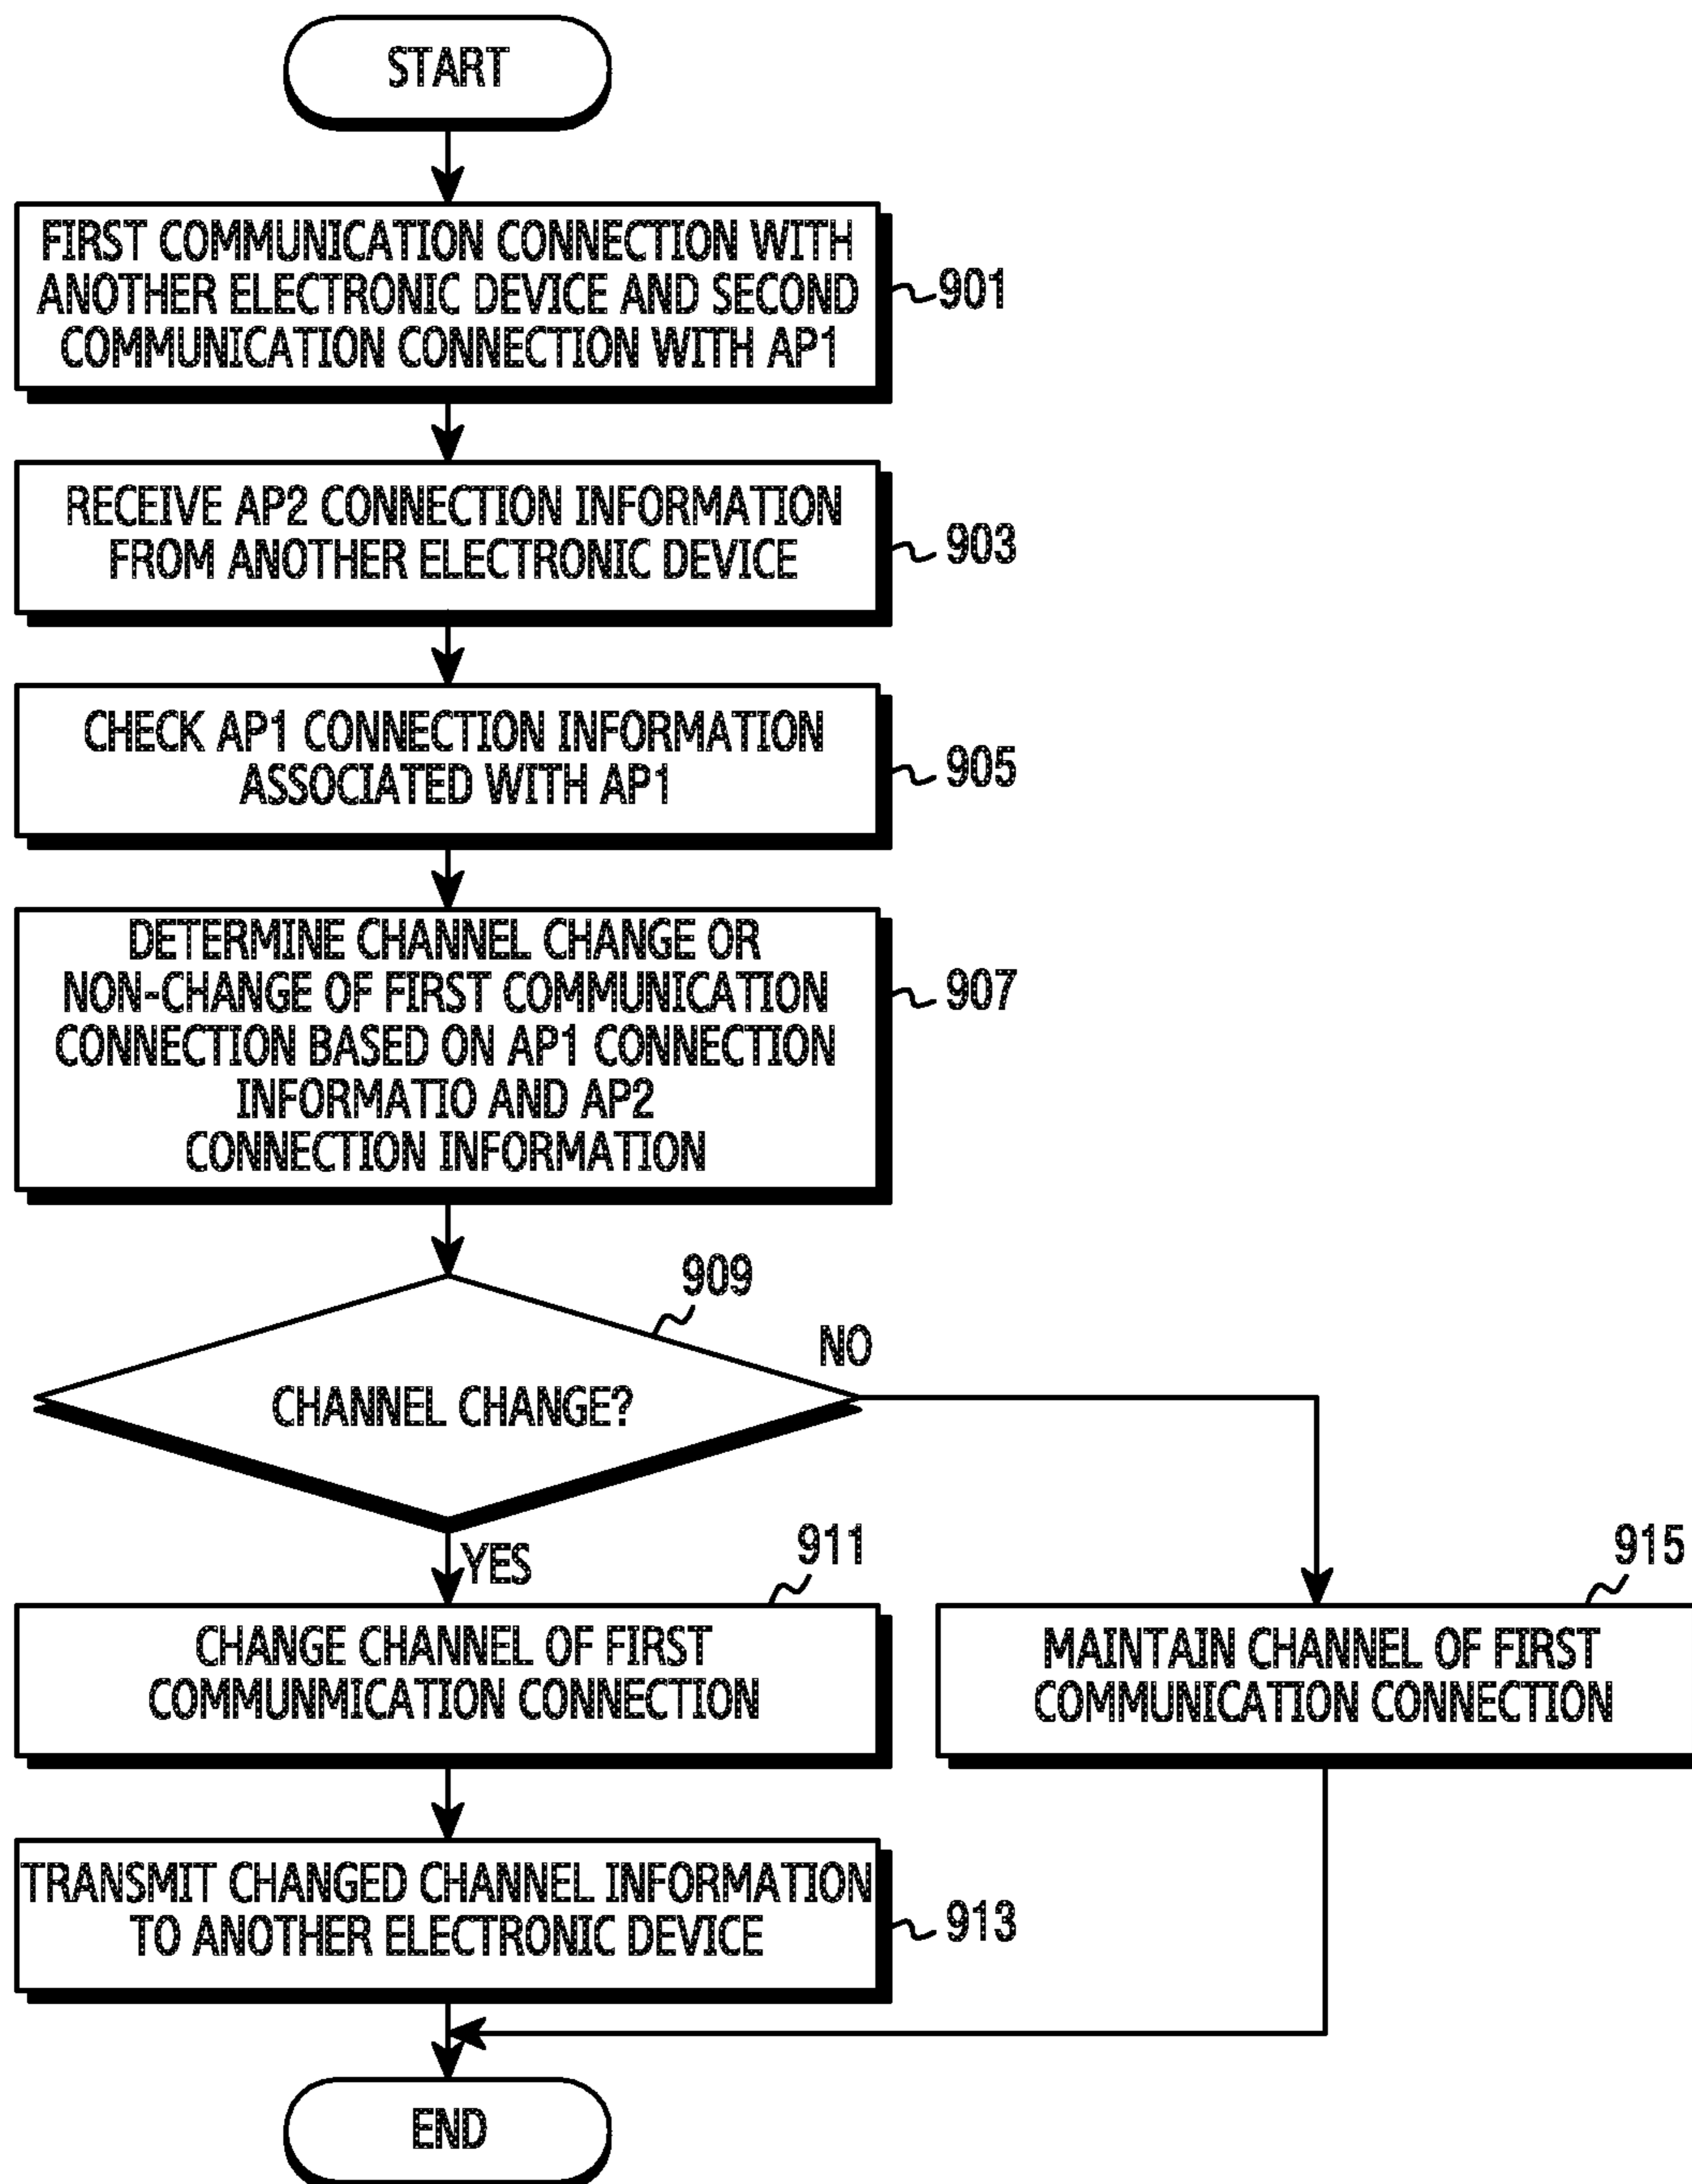 START
FIRST COMMUNICATION CONNECTION WITH
ANOTHER ELECTRONIC DEVICE AND SECOND
COMMUNICATION CONNECTION WITH AP1
901
RECEIVE AP2 CONNECTION INFORMATION
FROM ANOTHER ELECTRONIC DEVICE
903
CHECK AP1 CONNECTION INFORMATION
ASSOCIATED WITH AP1
905
DETERMINE CHANNEL CHANGE OR
NON-CHANGE OF FIRST COMMUNICATION
CONNECTION BASED ON AP1 CONNECTION
INFORMATIO AND AP2
CONNECTION INFORMATION
907
909
CHANNEL CHANGE?
NO
YES
911
CHANGE CHANNEL OF FIRST
COMMUNMICATION CONNECTION
915
MAINTAIN CHANNEL OF FIRST
COMMUNICATION CONNECTION
TRANSMIT CHANGED CHANNEL INFORMATION
TO ANOTHER ELECTRONIC DEVICE
913
END